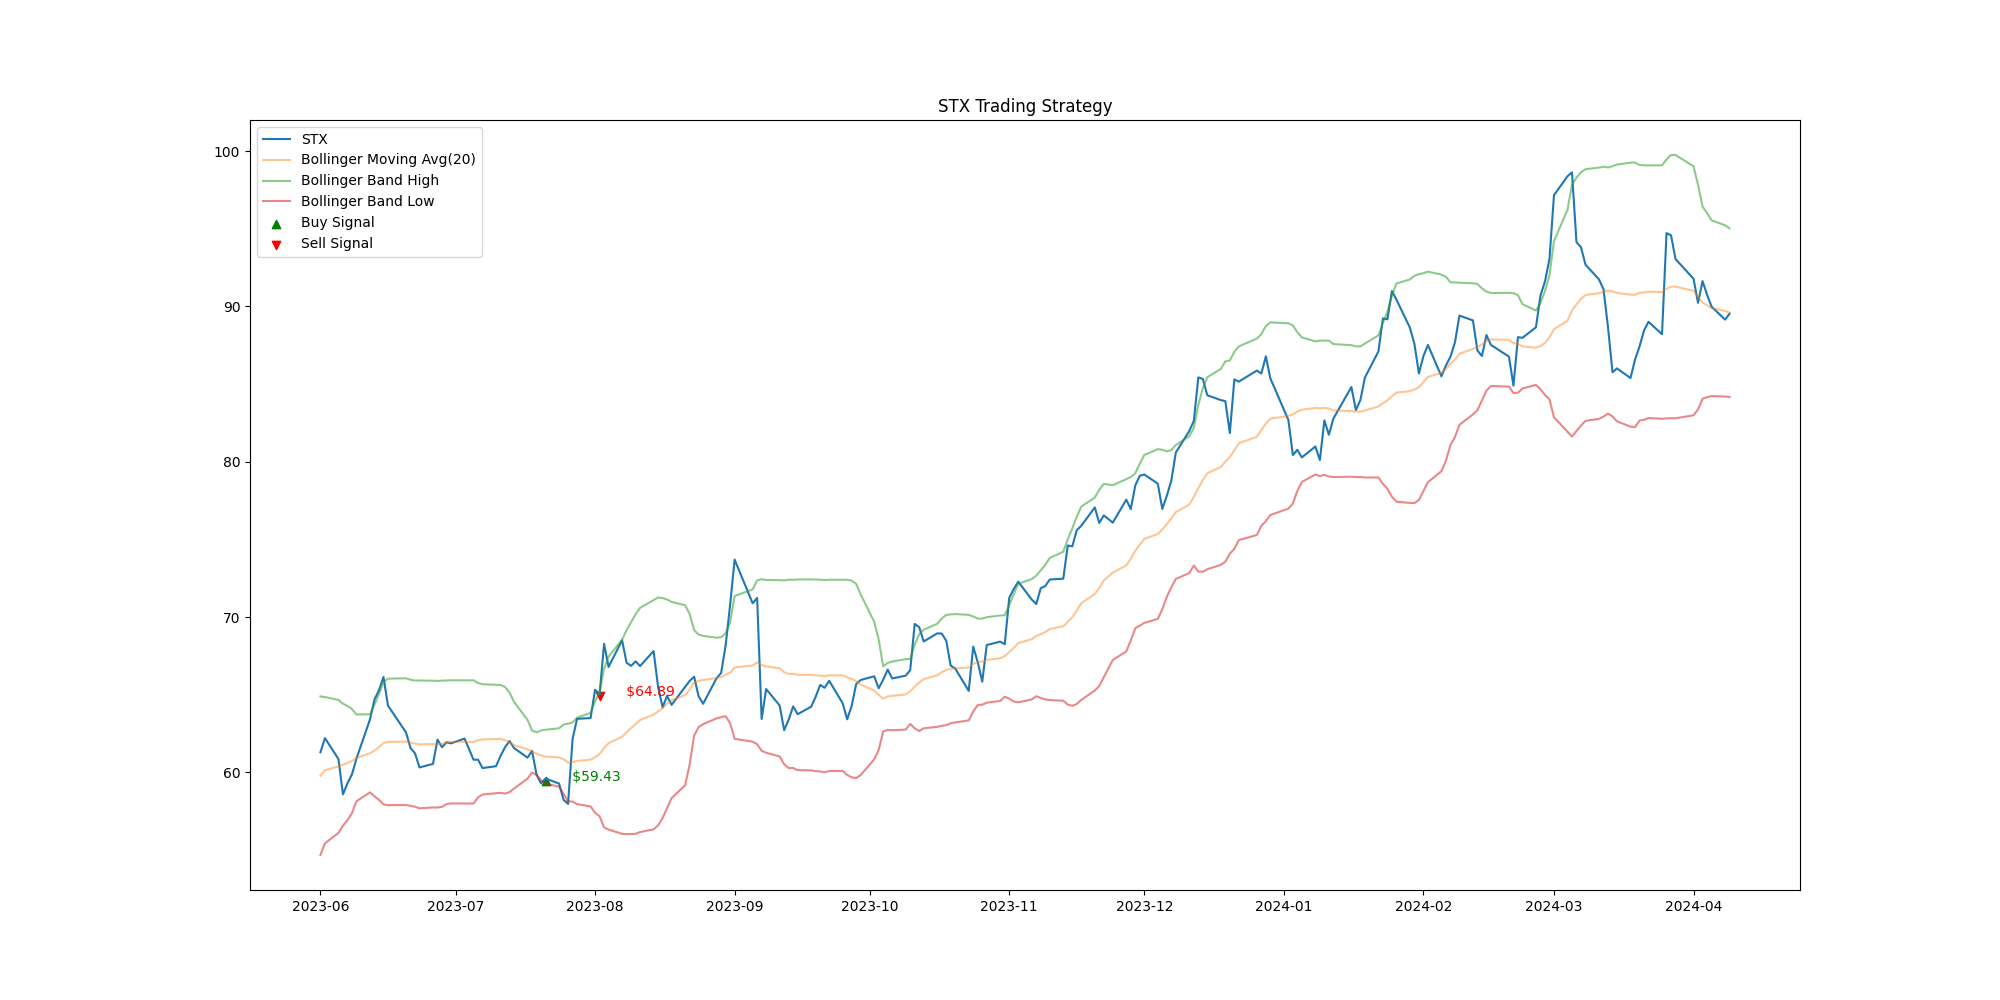 STX Trading Strategy
STX
Bollinger Moving Avg(20)
Bollinger Band High
Bollinger Band Low
Buy Signal
Sell Signal
100
90
80
70
60
$64.89
$59.43
2023-06 2023-07 2023-08 2023-09 2023-10 2023-11 2023-12 2024-01 2024-02 2024-03 2024-04